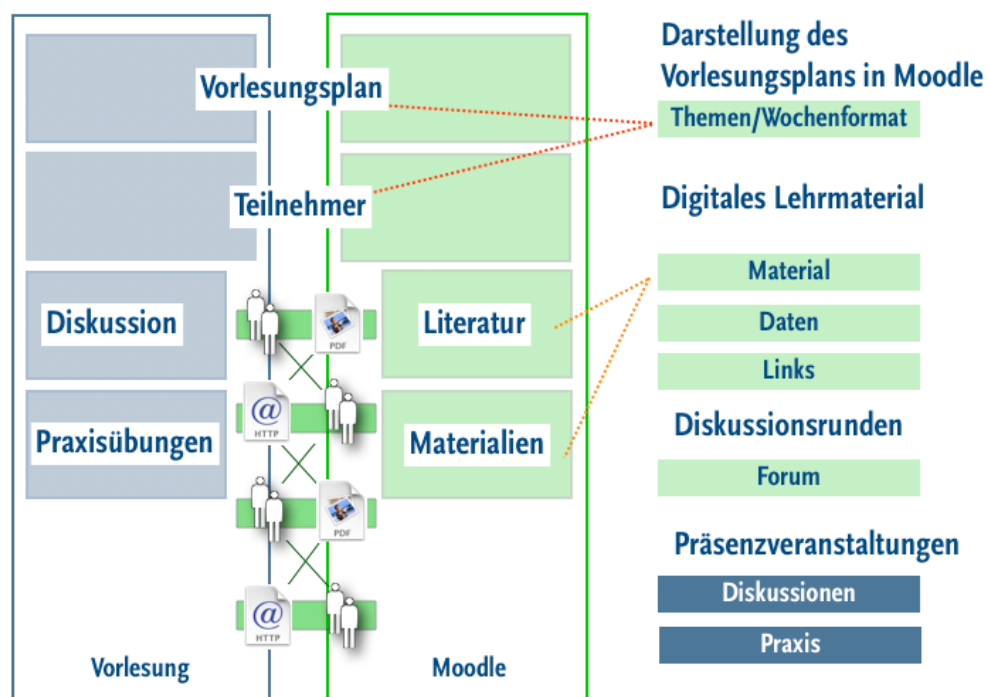 Vorlesungsplan
Teilnehmer
Diskussion
Literatur
PDF
HTTP
Praxisübungen
Materialien
PDF
HTTP
Vorlesung
Moodle
Darstellung des
Vorlesungsplans in Moodle
Themen/Wochenformat
Digitales Lehrmaterial
Material
Daten
Links
Diskussionsrunden
Forum
Präsenzveranstaltungen
Diskussionen
Praxis